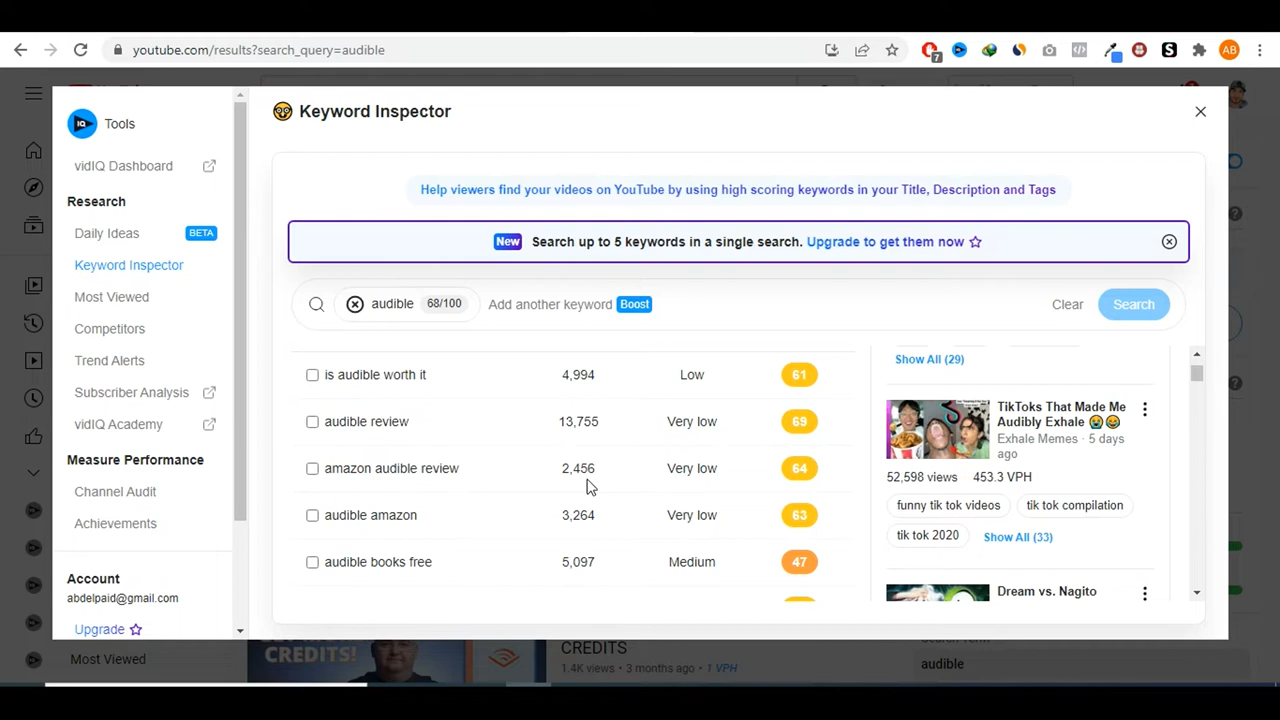 youtube.com/results?search_query=audible
7
S
AB
IQ
Tools
vidIQ Dashboard
Research
Daily Ideas
BETA
Keyword Inspector
Most Viewed
Competitors
Trend Alerts
Subscriber Analysis
vidIQ Academy
Measure Performance
Channel Audit
Achievements
Account
abdelpaid@gmail.com
Upgrade
Most Viewed
Keyword Inspector
Help viewers find your videos on YouTube by using high scoring keywords in your Title, Description and Tags
New Search up to 5 keywords in a single search. Upgrade to get them now
audible 68/100 Add another keyword Boost Clear Search
is audible worth it 4,994 Low 61
audible review 13,755 Very low 69
amazon audible review 2,456 Very low 64
audible amazon 3,264 Very low 63
audible books free 5,097 Medium 47
Show All (29)
TikToks That Made Me
Audibly Exhale
Exhale Memes • 5 days
ago
52,598 views 453.3 VPH
funny tik tok videos tik tok compilation
tik tok 2020 Show All (33)
Dream vs. Nagito
CREDITS!
CREDITS
1.4K views • 3 months ago • 1 VPH
audible